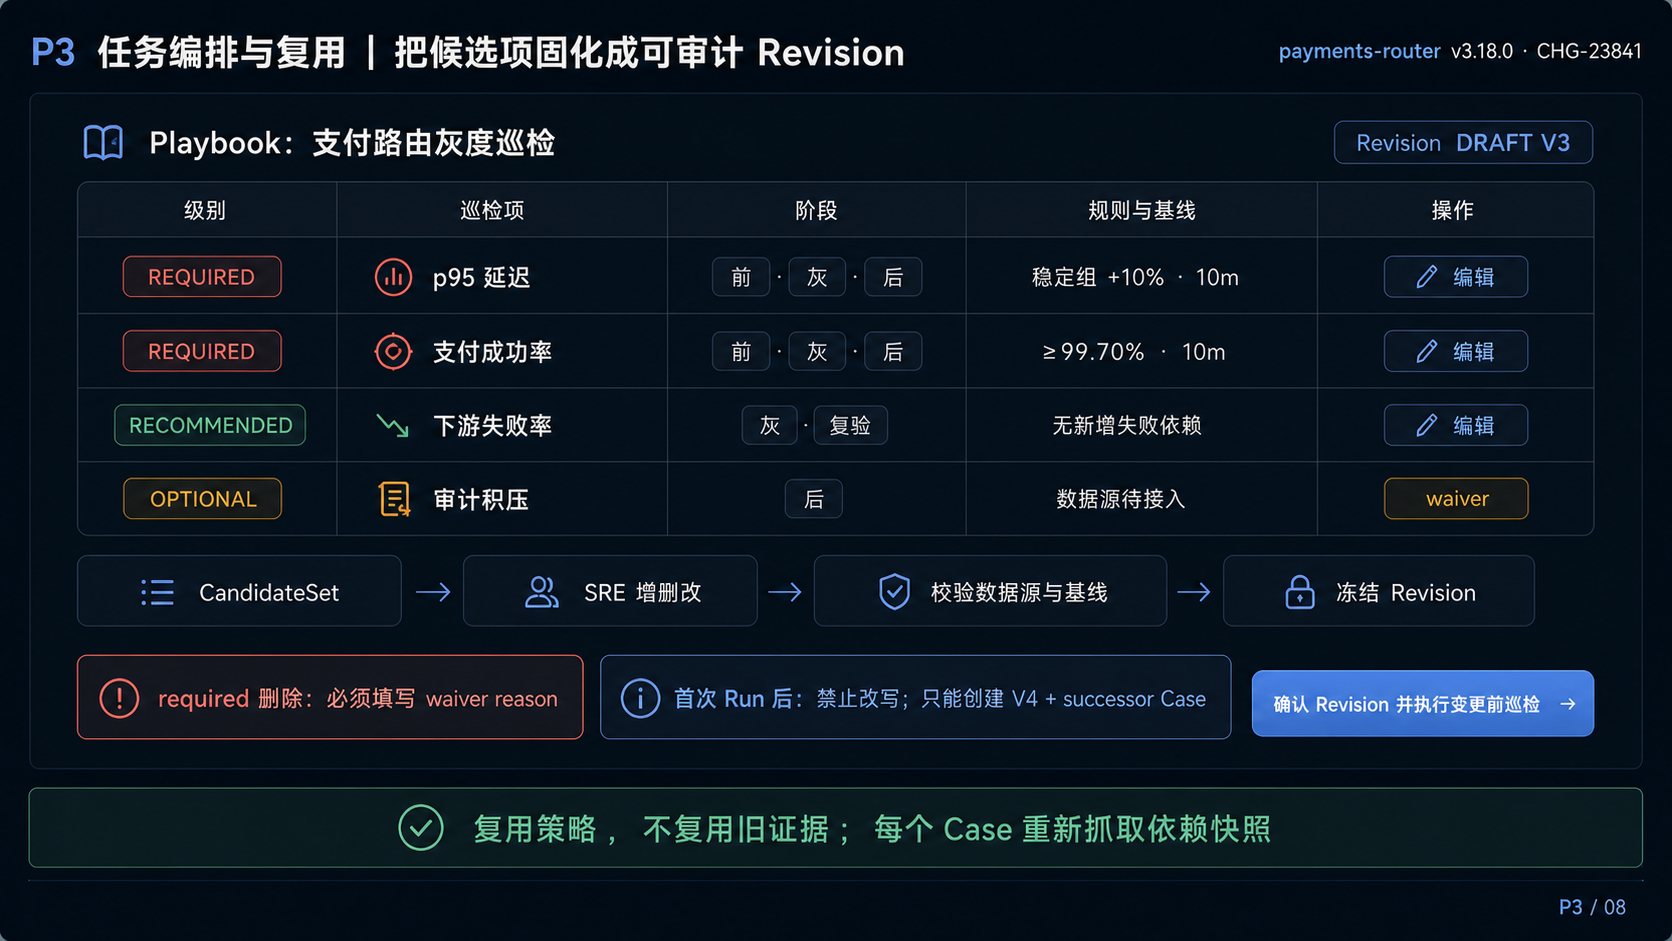 P3 任务编排与复用 | 把候选项固化成可审计 Revision
payments-router v3.18.0 · CHG-23841
Playbook：支付路由灰度巡检
Revision DRAFT V3
级别 巡检项 阶段 规则与基线 操作
REQUIRED p95 延迟 前 · 灰 · 后 稳定组 +10% · 10m 编辑
REQUIRED 支付成功率 前 · 灰 · 后 ≥99.70% · 10m 编辑
RECOMMENDED 下游失败率 灰 · 复验 无新增失败依赖 编辑
OPTIONAL 审计积压 后 数据源待接入 waiver
CandidateSet → SRE 增删改 → 校验数据源与基线 → 冻结 Revision
required 删除：必须填写 waiver reason
首次 Run 后：禁止改写；只能创建 V4 + successor Case
确认 Revision 并执行变更前巡检 →
复用策略，不复用旧证据；每个 Case 重新抓取依赖快照
P3 / 08